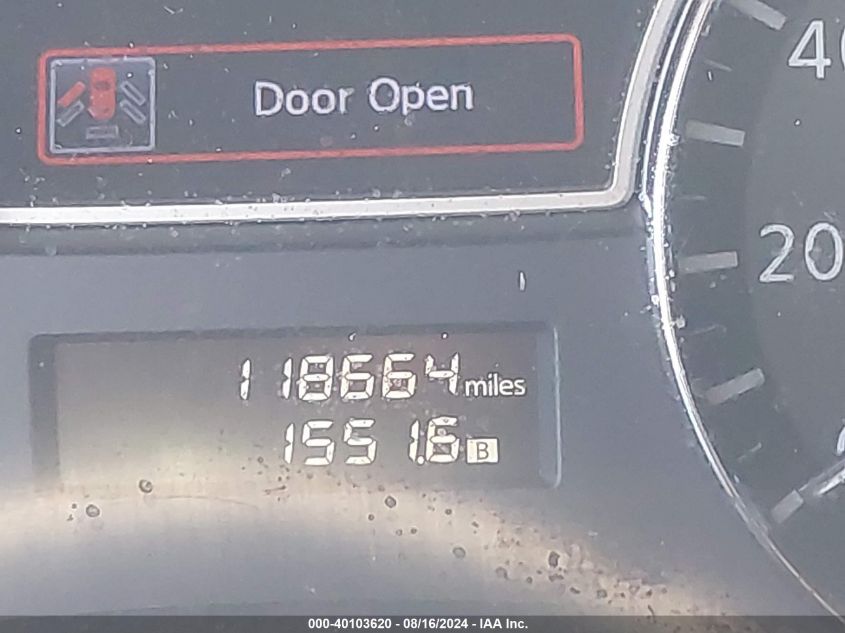 Door Open
40
20
118664 miles
1551.6 B
000-40103620 - 08/16/2024 - IAA Inc.